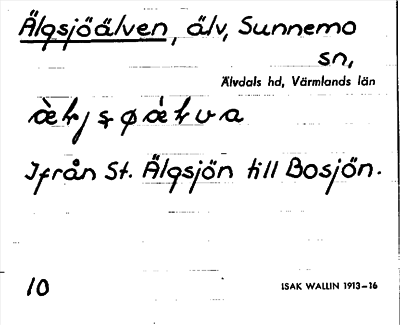 Älgsjöälven, älv, Sunnemo
sn,
Älvdals hd, Värmlands län
Ifrån St. Älgsjön till Bosjön.
10
ISAK WALLIN 1913-16